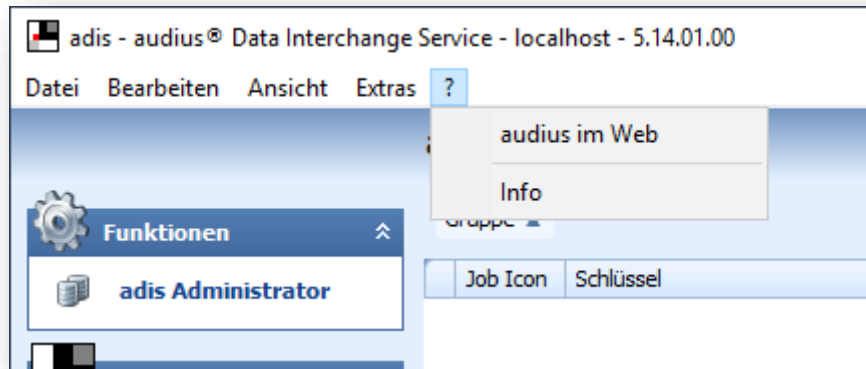 adis - audius® Data Interchange Service - localhost - 5.14.01.00
Datei Bearbeiten Ansicht Extras ?
audius im Web
Info
Gruppe
Funktionen
adis Administrator
Job Icon Schlüssel